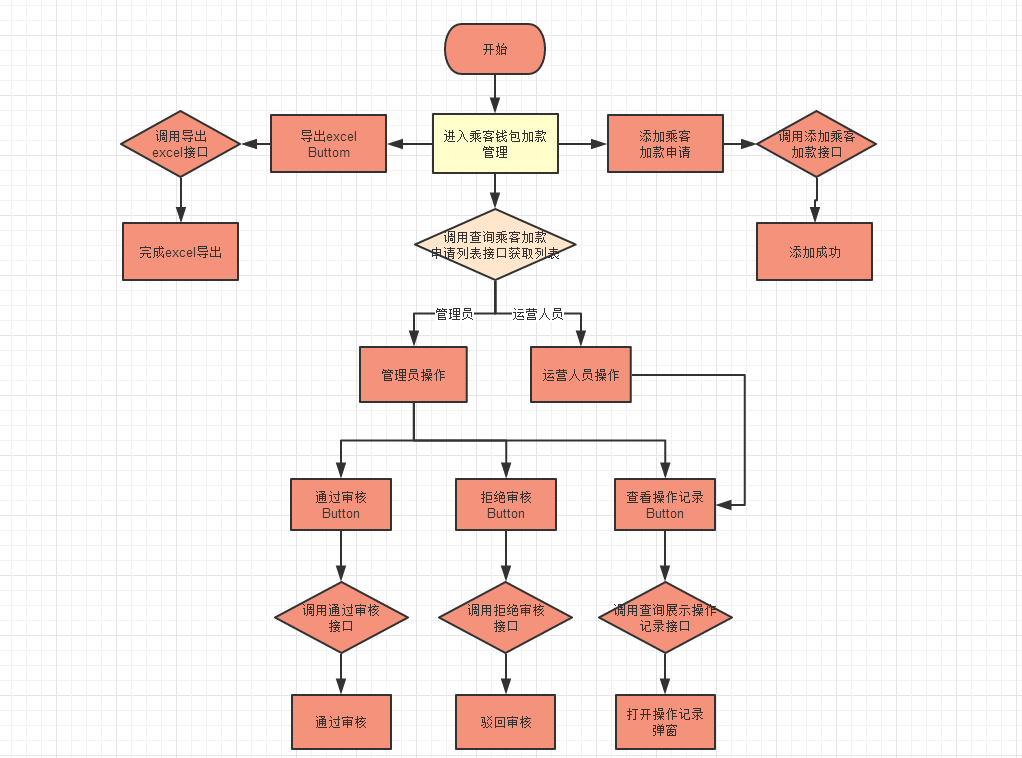 开始
调用导出
excel接口
导出excel
Buttom
进入乘客钱包加款
管理
添加乘客
加款申请
调用添加乘客
加款接口
完成excel导出
调用查询乘客加款
申请列表接口获取列表
添加成功
管理员
运营人员
管理员操作
运营人员操作
通过审核
Button
拒绝审核
Button
查看操作记录
Button
调用通过审核
接口
调用拒绝审核
接口
调用查询展示操作
记录接口
通过审核
驳回审核
打开操作记录
弹窗